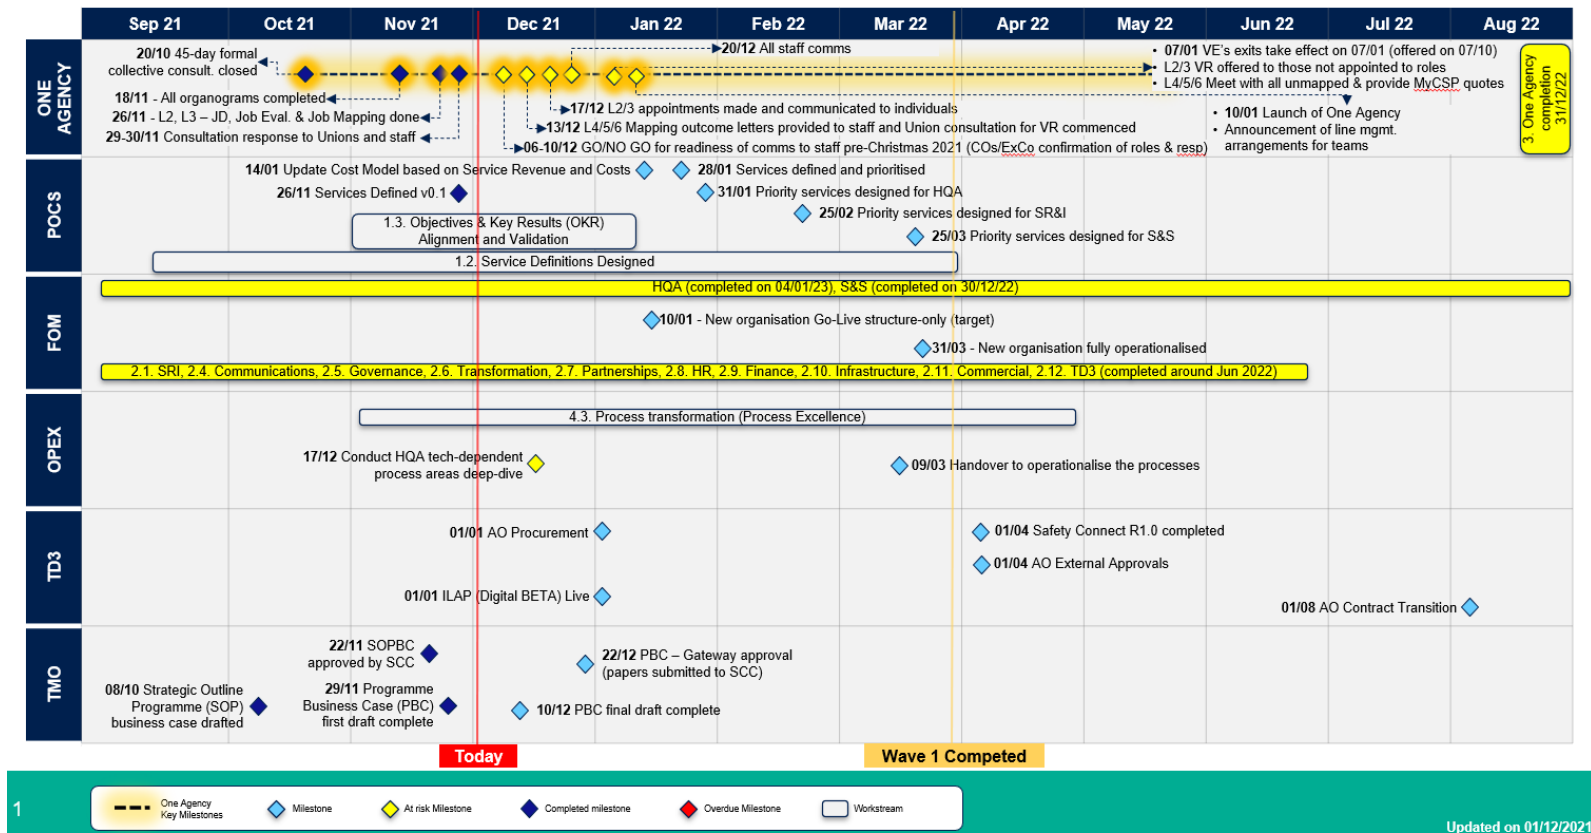 Sep 21 Oct 21 Nov 21 Dec 21 Jan 22 Feb 22 Mar 22 Apr 22 May 22 Jun 22 Jul 22 Aug 22
ONE
AGENCY
20/10 45-day formal
collective consult. closed
18/11 - All organograms completed
26/11 - L2, L3 – JD, Job Eval. & Job Mapping done
29-30/11 Consultation response to Unions and staff
20/12 All staff comms
17/12 L2/3 appointments made and communicated to individuals
13/12 L4/5/6 Mapping outcome letters provided to staff and Union consultation for VR commenced
06-10/12 GO/NO GO for readiness of comms to staff pre-Christmas 2021 (COs/ExCo confirmation of roles & resp)
• 07/01 VE's exits take effect on 07/01 (offered on 07/10)
• L2/3 VR offered to those not appointed to roles
• L4/5/6 Meet with all unmapped & provide MyCSP quotes
• 10/01 Launch of One Agency
• Announcement of line mgmt.
arrangements for teams
3. One Agency
completion
31/12/22
POCS
14/01 Update Cost Model based on Service Revenue and Costs
28/01 Services defined and prioritised
26/11 Services Defined v0.1
31/01 Priority services designed for HQA
25/02 Priority services designed for SR&I
1.3. Objectives & Key Results (OKR)
Alignment and Validation
25/03 Priority services designed for S&S
1.2. Service Definitions Designed
FOM
HQA (completed on 04/01/23), S&S (completed on 30/12/22)
10/01 - New organisation Go-Live structure-only (target)
31/03 - New organisation fully operationalised
2.1. SRI, 2.4. Communications, 2.5. Governance, 2.6. Transformation, 2.7. Partnerships, 2.8. HR, 2.9. Finance, 2.10. Infrastructure, 2.11. Commercial, 2.12. TD3 (completed around Jun 2022)
OPEX
4.3. Process transformation (Process Excellence)
17/12 Conduct HQA tech-dependent
process areas deep-dive
09/03 Handover to operationalise the processes
TD3
01/01 AO Procurement
01/04 Safety Connect R1.0 completed
01/04 AO External Approvals
01/01 ILAP (Digital BETA) Live
01/08 AO Contract Transition
TMO
22/11 SOPBC
approved by SCC
22/12 PBC – Gateway approval
(papers submitted to SCC)
08/10 Strategic Outline
Programme (SOP)
business case drafted
29/11 Programme
Business Case (PBC)
first draft complete
10/12 PBC final draft complete
Today
Wave 1 Competed
1
One Agency
Key Milestones
Milestone
At risk Milestone
Completed milestone
Overdue Milestone
Workstream
Updated on 01/12/2021